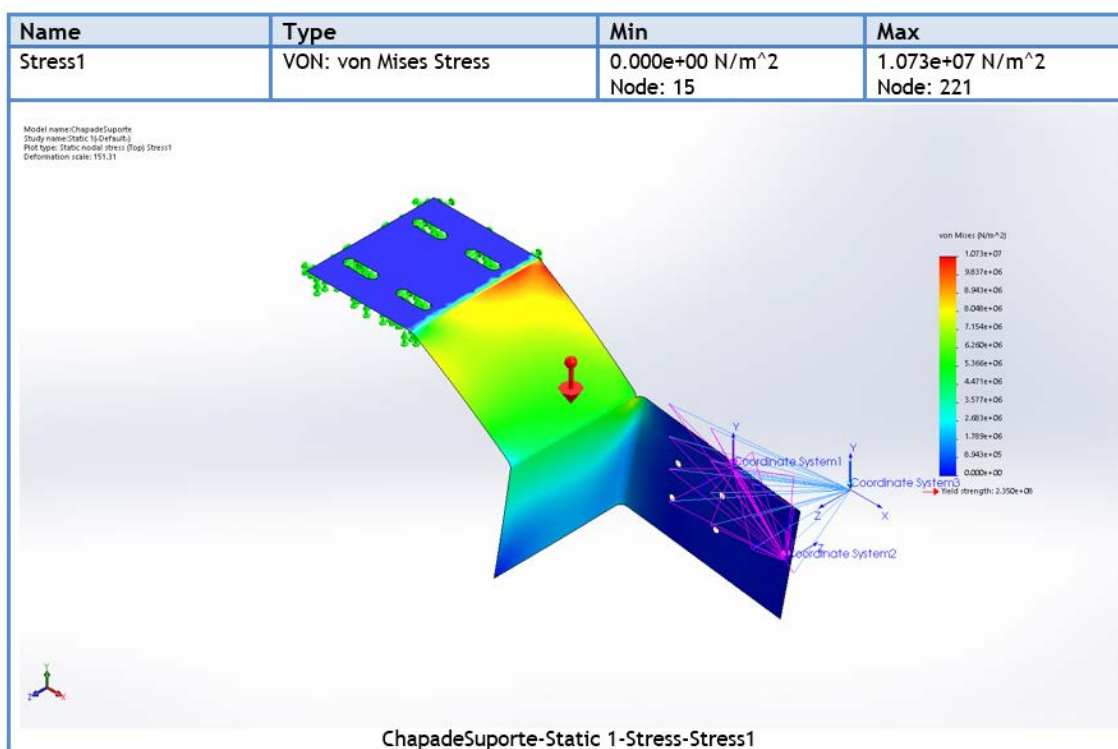 Name Type Min Max
Stress1 VON: von Mises Stress 0.000e+00 N/m^2 1.073e+07 N/m^2
Node: 15 Node: 221
Model name:ChapadeSuporte
Study name:Static 1(-Default-)
Plot type: Static nodal stress (Top) Stress1
Deformation scale: 151.31
von Mises (N/m^2)
1.073e+07
9.837e+06
8.943e+06
8.048e+06
7.154e+06
6.260e+06
5.366e+06
4.471e+06
3.577e+06
2.683e+06
1.789e+06
8.943e+05
0.000e+00
Yield strength: 2.350e+08
Y
Coordinate System1
Y
Coordinate System3
Z
X
Z
Coordinate System2
Y
Z
X
ChapadeSuporte-Static 1-Stress-Stress1